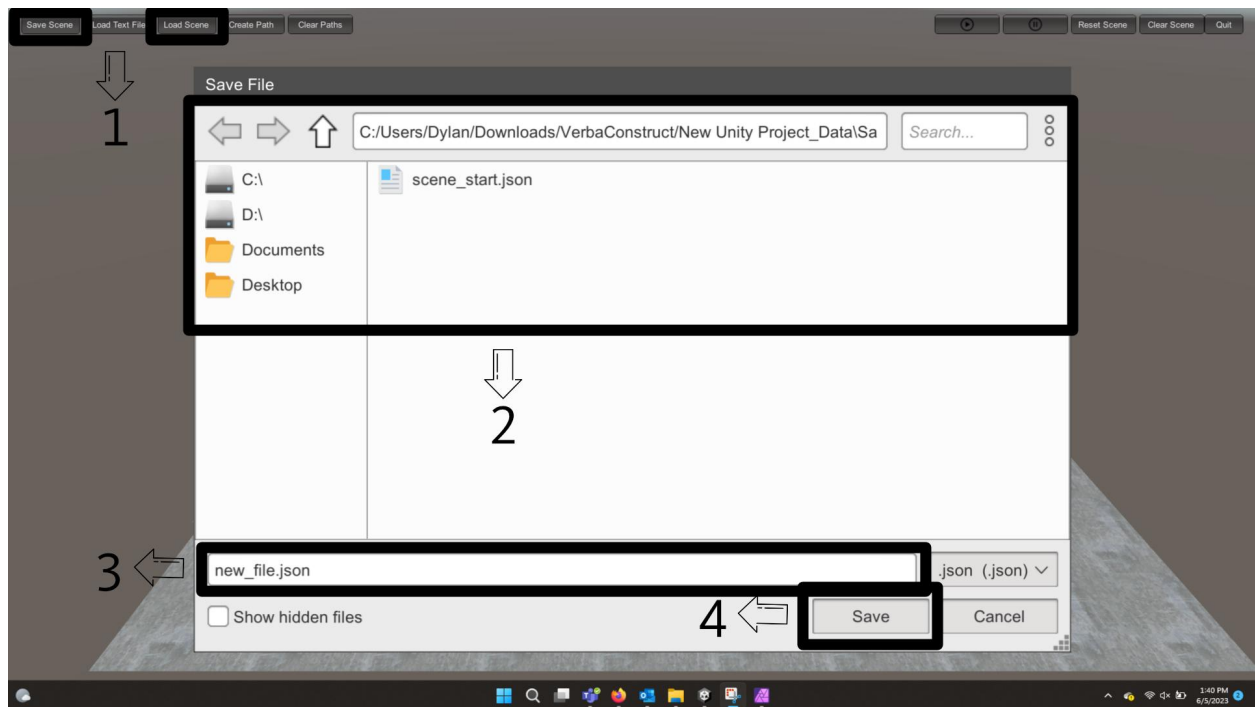 Save Scene Load Text File Load Scene Create Path Clear Paths Reset Scene Clear Scene Quit
1
Save File
C:/Users/Dylan/Downloads/VerbaConstruct/New Unity Project_Data\Sa Search...
C:\ scene_start.json
D:\
Documents
Desktop
2
3 new_file.json .json (.json)
Show hidden files 4 Save Cancel
1:40 PM
6/5/2023 2